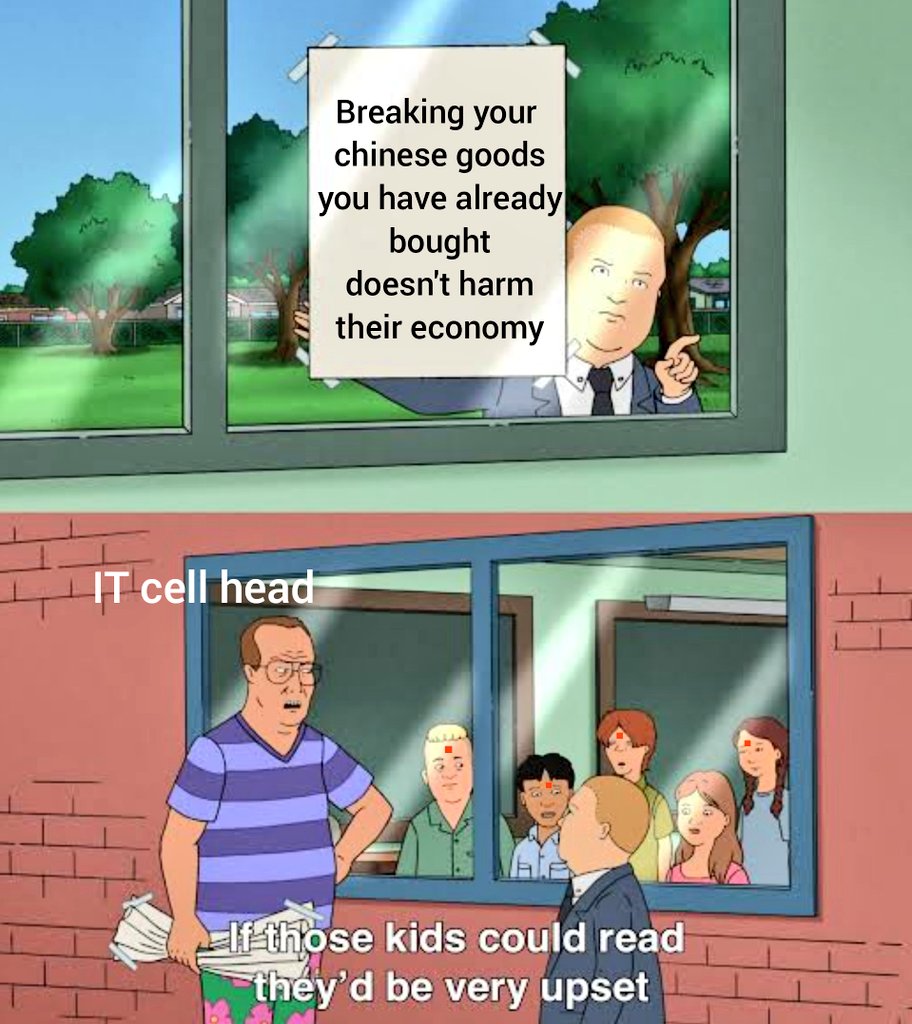 Breaking your
chinese goods
you have already
bought
doesn't harm
their economy
IT cell head
If those kids could read
they'd be very upset